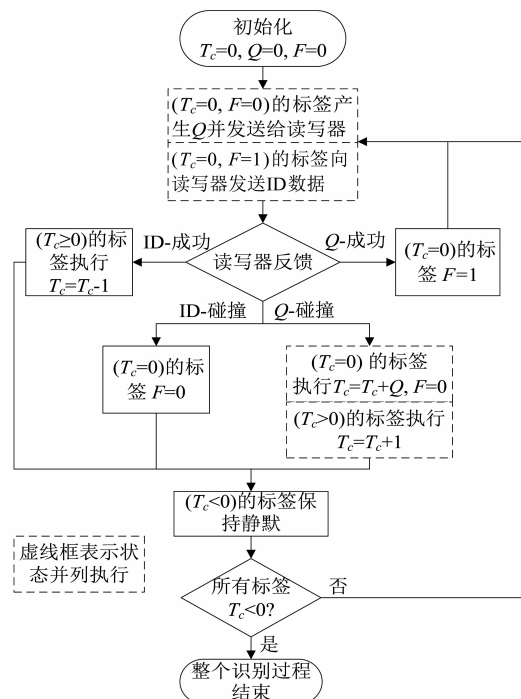 初始化
Tc=0, Q=0, F=0
(Tc=0, F=0)的标签产
生Q并发送给读写器
(Tc=0, F=1)的标签向
读写器发送ID数据
ID-成功
Q-成功
(Tc≥0)的标
签执行
Tc=Tc-1
读写器反馈
(Tc=0)的标
签 F=1
ID-碰撞
Q-碰撞
(Tc=0)的标
签 F=0
(Tc=0) 的标签
执行Tc=Tc+Q, F=0
(Tc>0)的标签执行
Tc=Tc+1
(Tc<0)的标签保
持静默
虚线框表示状
态并列执行
所有标签
Tc<0?
否
是
整个识别过程
结束